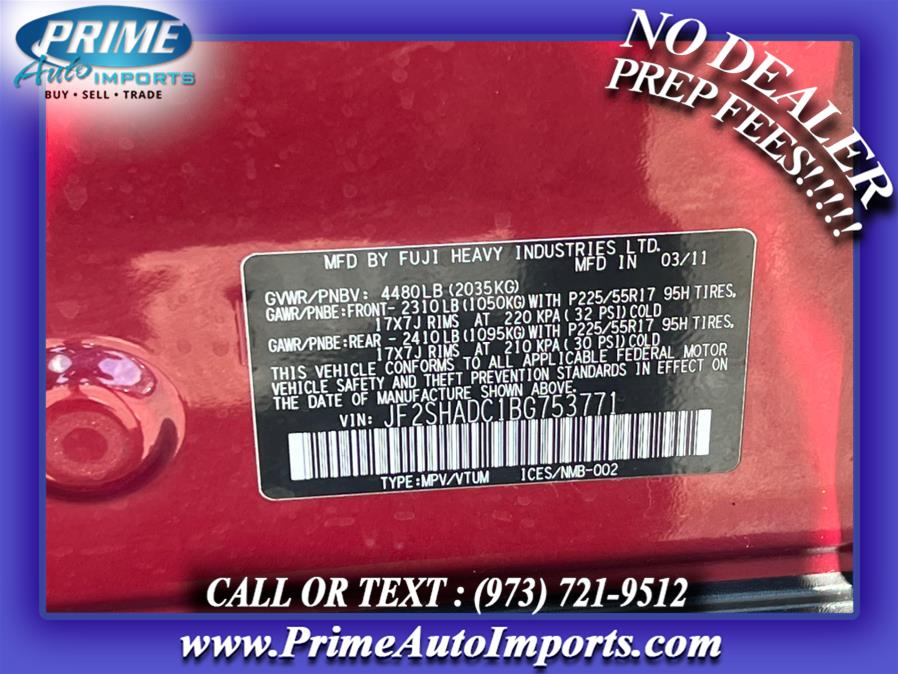 PRIME
Auto IMPORTS
BUY • SELL • TRADE
NO DEALER
PREP FEES!!!!!
MFD BY FUJI HEAVY INDUSTRIES LTD.
MFD IN 03/11
GVWR/PNBV: 4480LB (2035KG)
GAWR/PNBE:FRONT- 2310LB (1050KG) WITH P225/55R17 95H TIRES,
17X7J RIMS AT 220 KPA ( 32 PSI) COLD
GAWR/PNBE:REAR - 2410LB (1095KG) WITH P225/55R17 95H TIRES,
17X7J RIMS AT 210 KPA ( 30 PSI) COLD
THIS VEHICLE CONFORMS TO ALL APPLICABLE FEDERAL MOTOR
VEHICLE SAFETY AND THEFT PREVENTION STANDARDS IN EFFECT ON
THE DATE OF MANUFACTURE SHOWN ABOVE.
VIN: JF2SHADC1BG753771
TYPE:MPV/VTUM ICES/NMB-002
CALL OR TEXT : (973) 721-9512
www.PrimeAutoImports.com